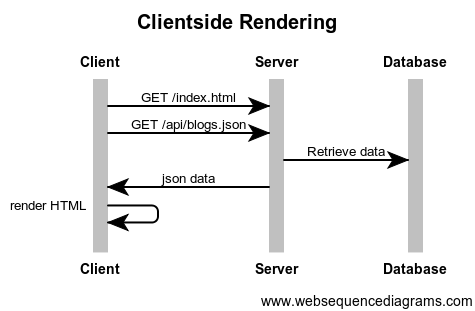 Clientside Rendering
Client Server Database
GET /index.html
GET /api/blogs.json
Retrieve data
json data
render HTML
Client Server Database
www.websequencediagrams.com